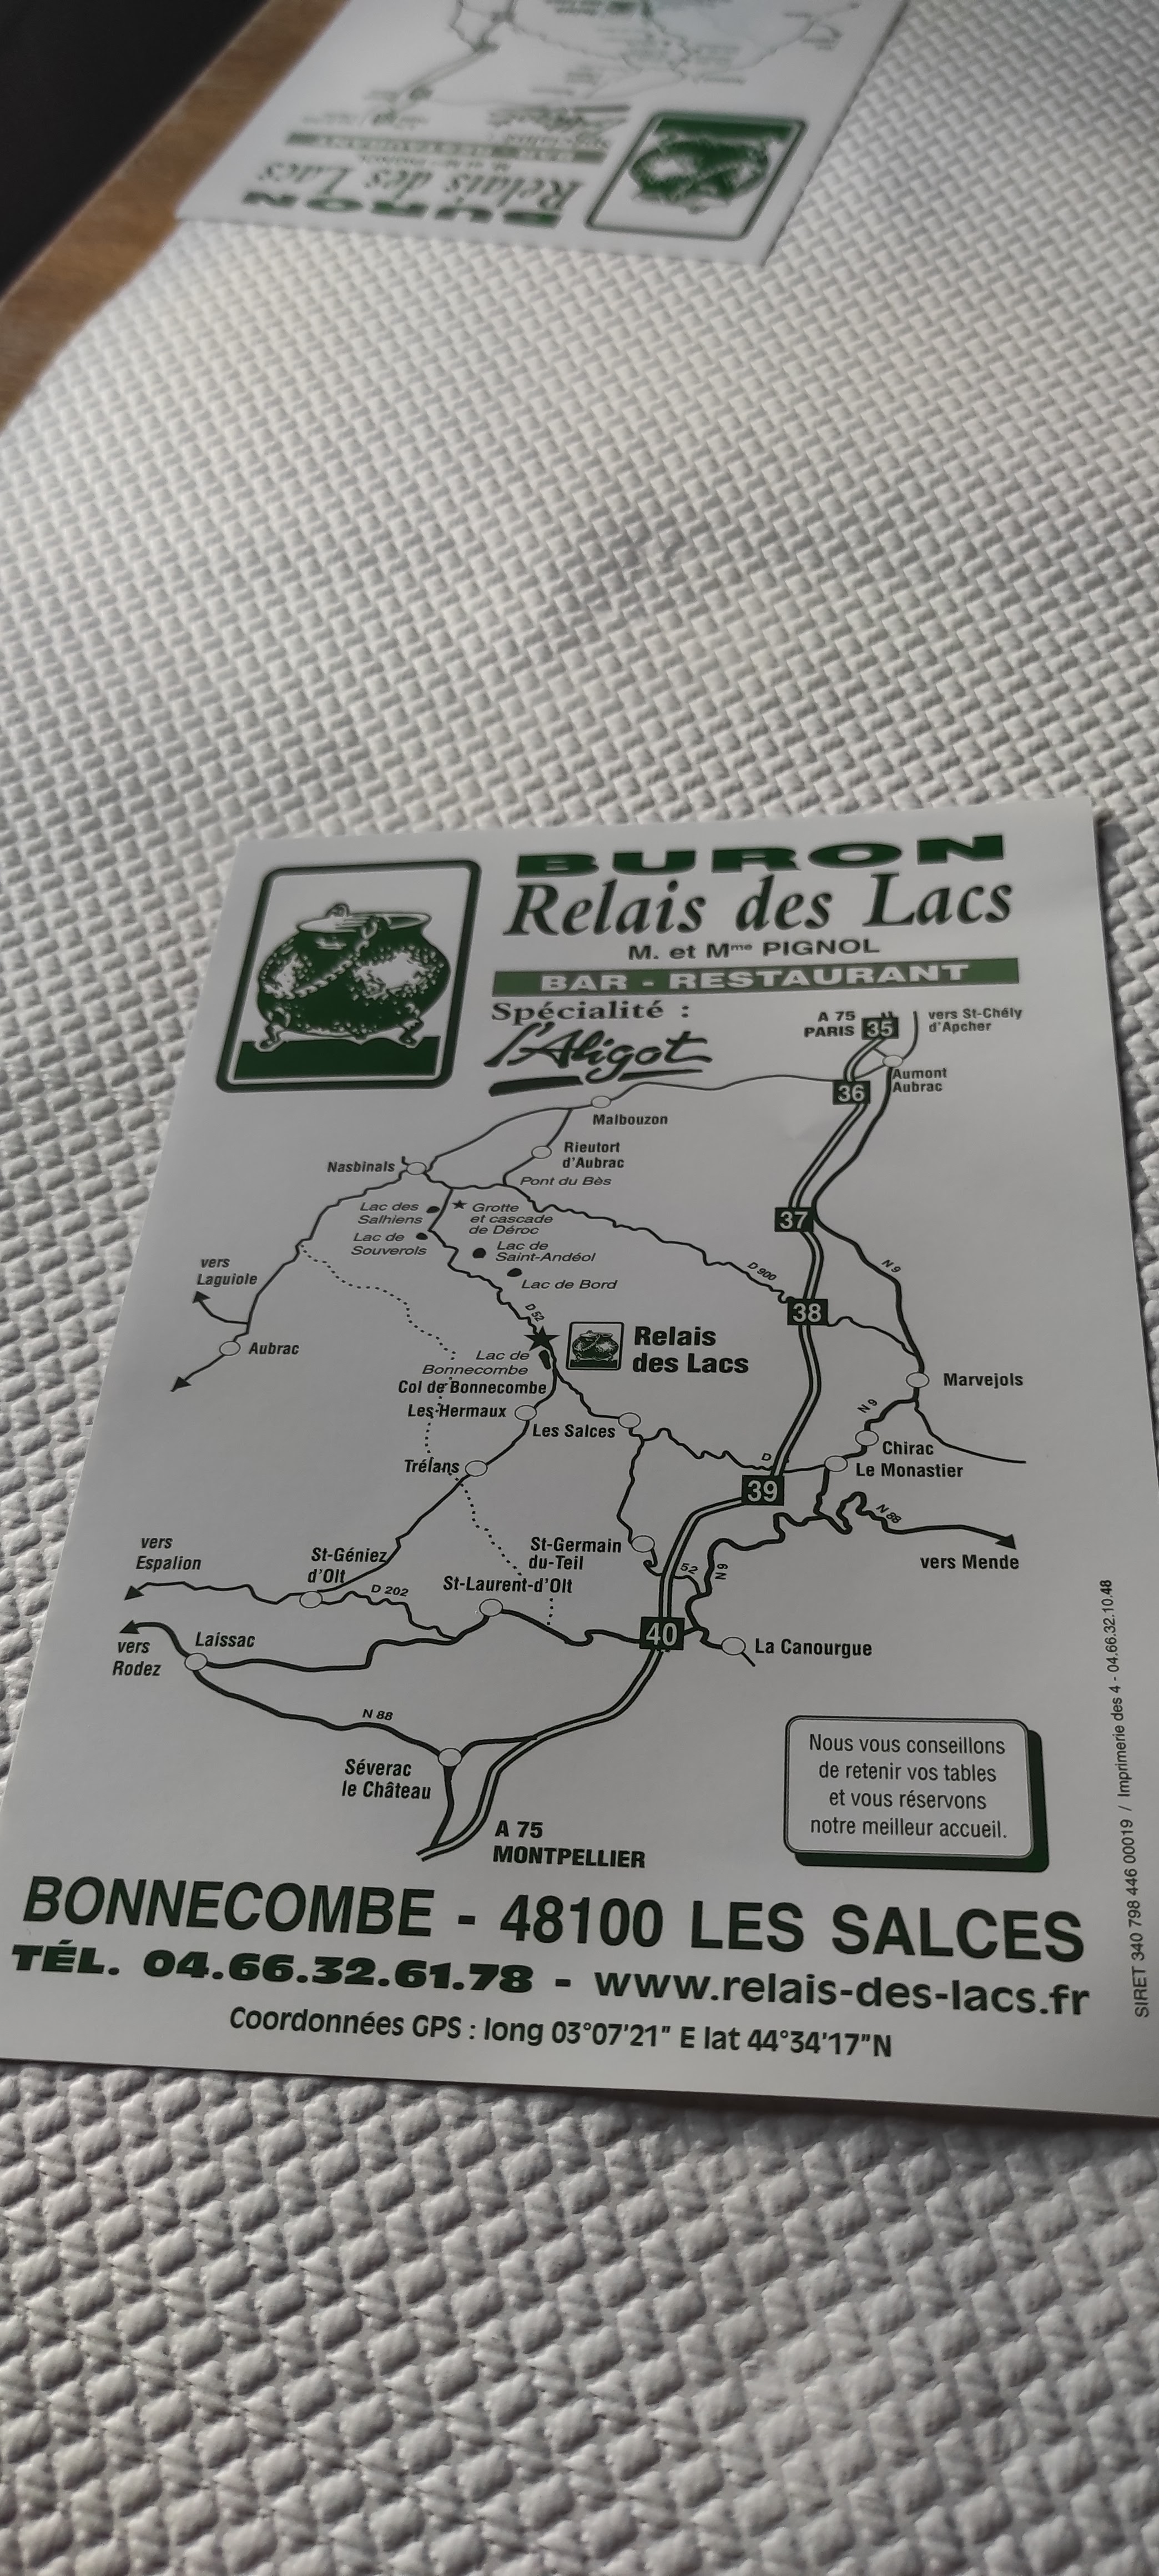 BURON
Relais des Lacs
BURON
Relais des Lacs
M. et Mme PIGNOL
BAR - RESTAURANT
Spécialité :
l'Aligot
A 75
PARIS
35
vers St-Chély
d'Apcher
Aumont
Aubrac
36
Malbouzon
Rieutort
d'Aubrac
Nasbinals
Pont du Bès
Lac des
Salhiens
Grotte
et cascade
de Déroc
37
Lac de
Souverols
Lac de
Saint-Andéol
Lac de Bord
vers
Laguiole
D 900
N 9
D 52
38
Relais
des Lacs
Aubrac
Lac de
Bonnecombe
Col de Bonnecombe
Marvejols
Les Hermaux
Les Salces
N 9
Chirac
Le Monastier
Trélans
D
39
N 88
vers Mende
vers
Espalion
St-Géniez
d'Olt
St-Germain
du-Teil
52
N 9
D 202
St-Laurent-d'Olt
40
La Canourgue
vers
Rodez
Laissac
N 88
Séverac
le Château
A 75
MONTPELLIER
Nous vous conseillons
de retenir vos tables
et vous réservons
notre meilleur accueil.
BONNECOMBE - 48100 LES SALCES
TÉL. 04.66.32.61.78 - www.relais-des-lacs.fr
Coordonnées GPS : long 03°07'21" E lat 44°34'17"N
SIRET 340 798 446 00019 / Imprimerie des 4 - 04.66.32.10.48